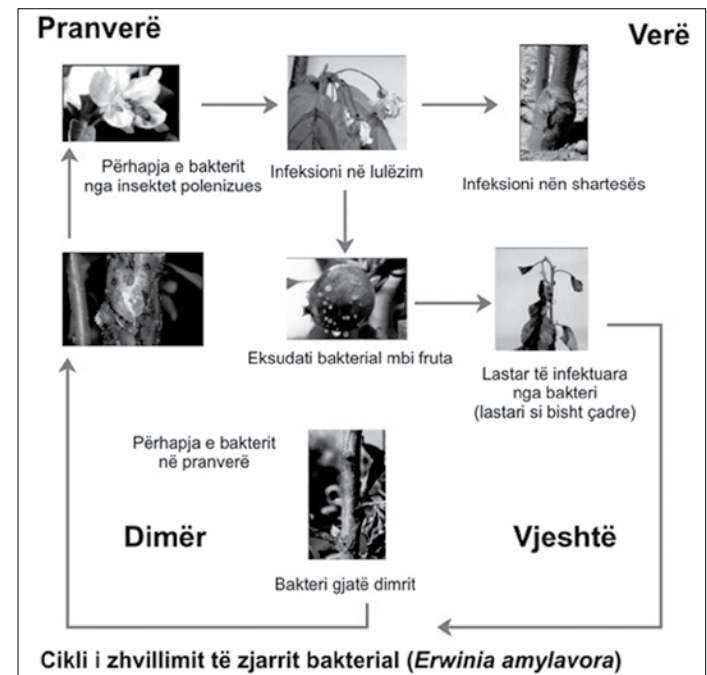 Pranverë
Verë
Përhapja e bakterit
nga insektet polenizues
Infeksioni në lulëzim
Infeksioni nën shartesës
Eksudati bakterial mbi fruta
Lastar të infektuara
nga bakteri
(lastari si bisht çadre)
Përhapja e bakterit
në pranverë
Dimër
Vjeshtë
Bakteri gjatë dimrit
Cikli i zhvillimit të zjarrit bakterial (Erwinia amylavora)